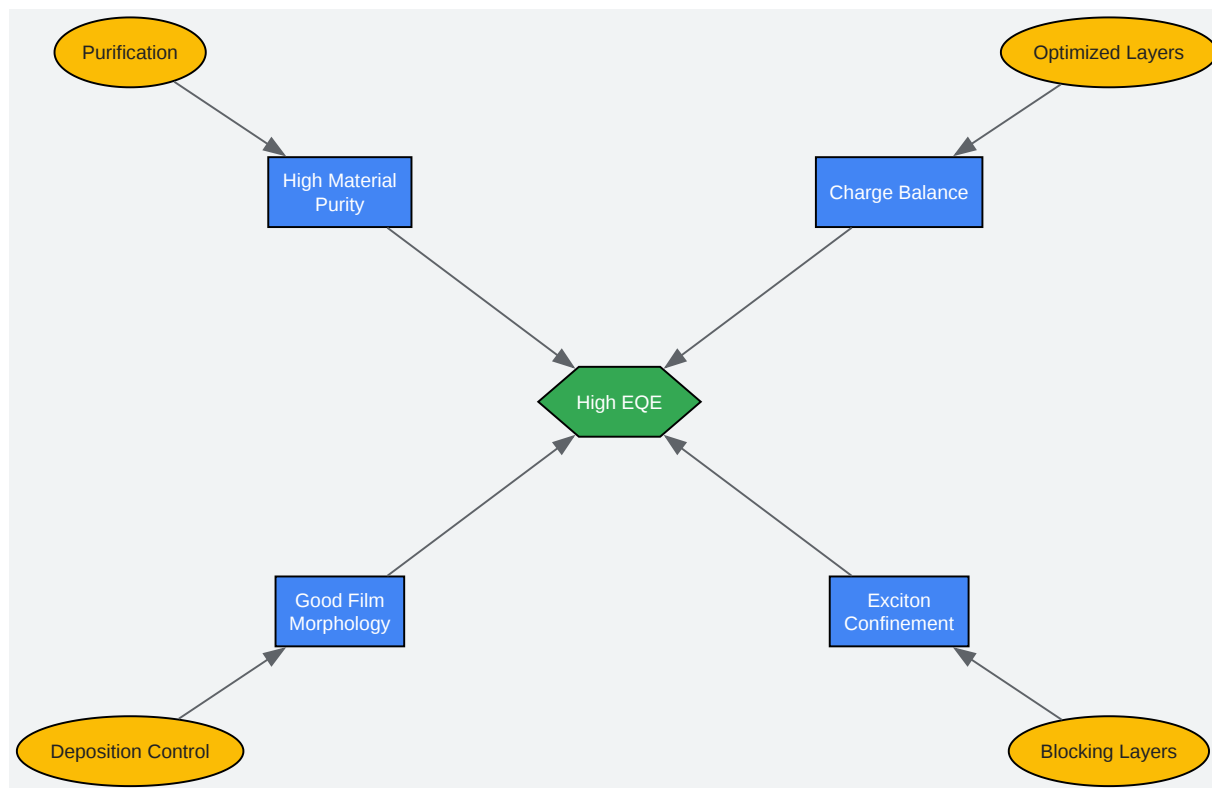 Purification
Optimized Layers
High Material
Purity
Charge Balance
High EQE
Good Film
Morphology
Exciton
Confinement
Deposition Control
Blocking Layers